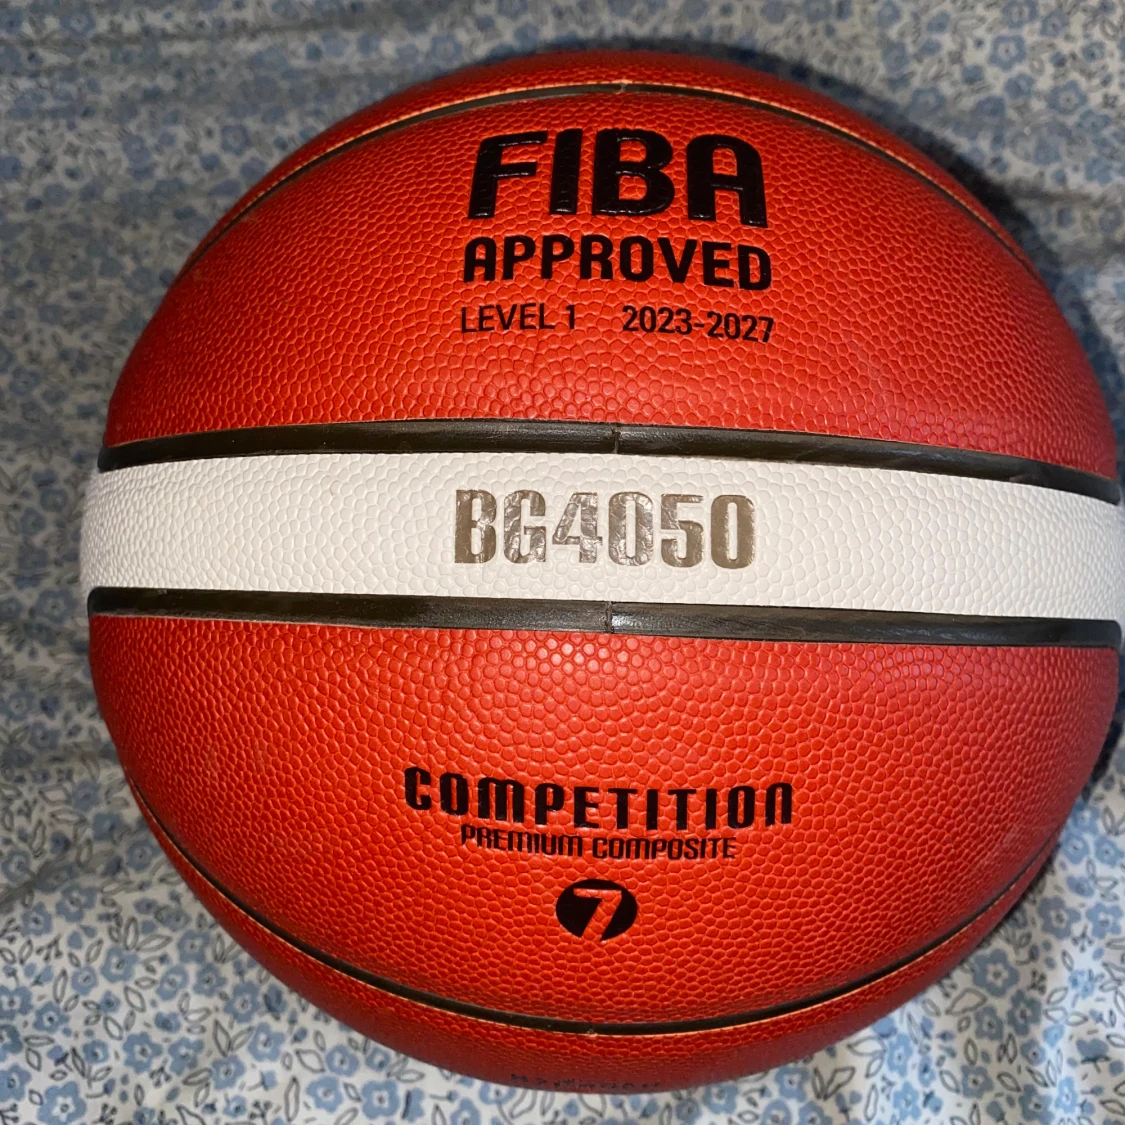 FIBA
APPROVED
LEVEL 1 2023-2027
BG4050
COMPETITION
PREMIUM COMPOSITE
7